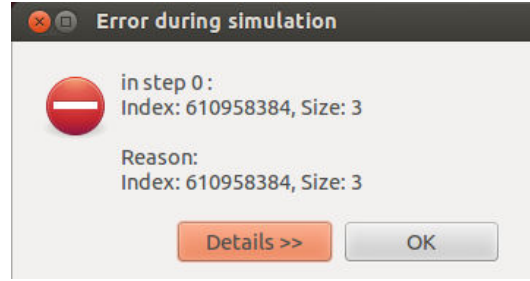 Error during simulation
in step 0 :
Index: 610958384, Size: 3
Reason:
Index: 610958384, Size: 3
Details >>
OK